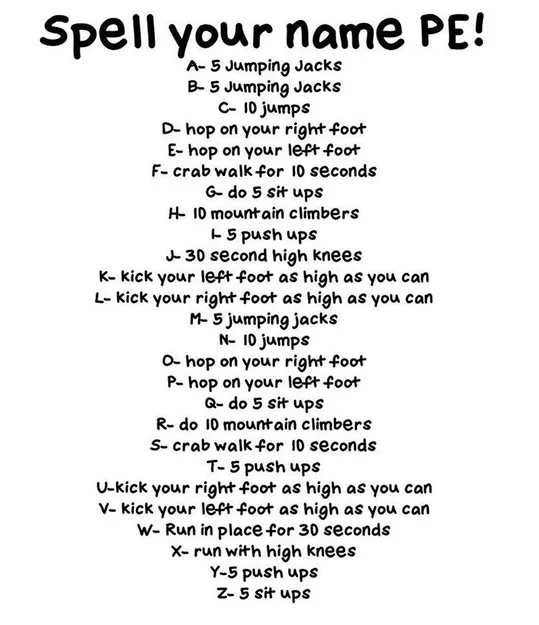 Spell your name PE!
A- 5 Jumping Jacks
B- 5 Jumping Jacks
C- 10 jumps
D- hop on your right foot
E- hop on your left foot
F- crab walk for 10 seconds
G- do 5 sit ups
H- 10 mountain climbers
I- 5 push ups
J- 30 second high knees
K- kick your left foot as high as you can
L- kick your right foot as high as you can
M- 5 jumping jacks
N- 10 jumps
O- hop on your right foot
P- hop on your left foot
Q- do 5 sit ups
R- do 10 mountain climbers
S- crab walk for 10 seconds
T- 5 push ups
U-kick your right foot as high as you can
V- kick your left foot as high as you can
W- Run in place for 30 seconds
X- run with high knees
Y-5 push ups
Z- 5 sit ups